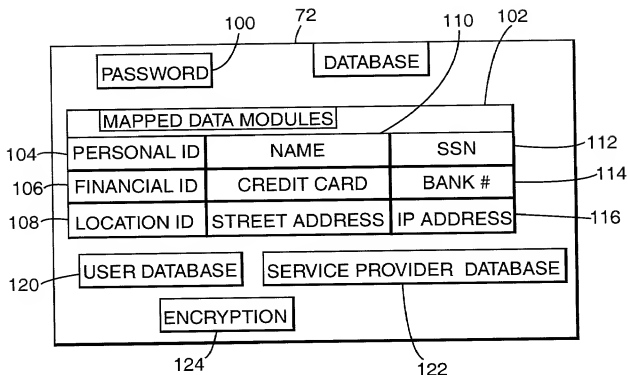 100 72 110 102
PASSWORD DATABASE
MAPPED DATA MODULES
104 PERSONAL ID NAME SSN 112
106 FINANCIAL ID CREDIT CARD BANK # 114
108 LOCATION ID STREET ADDRESS IP ADDRESS 116
120 USER DATABASE SERVICE PROVIDER DATABASE
ENCRYPTION
124 122